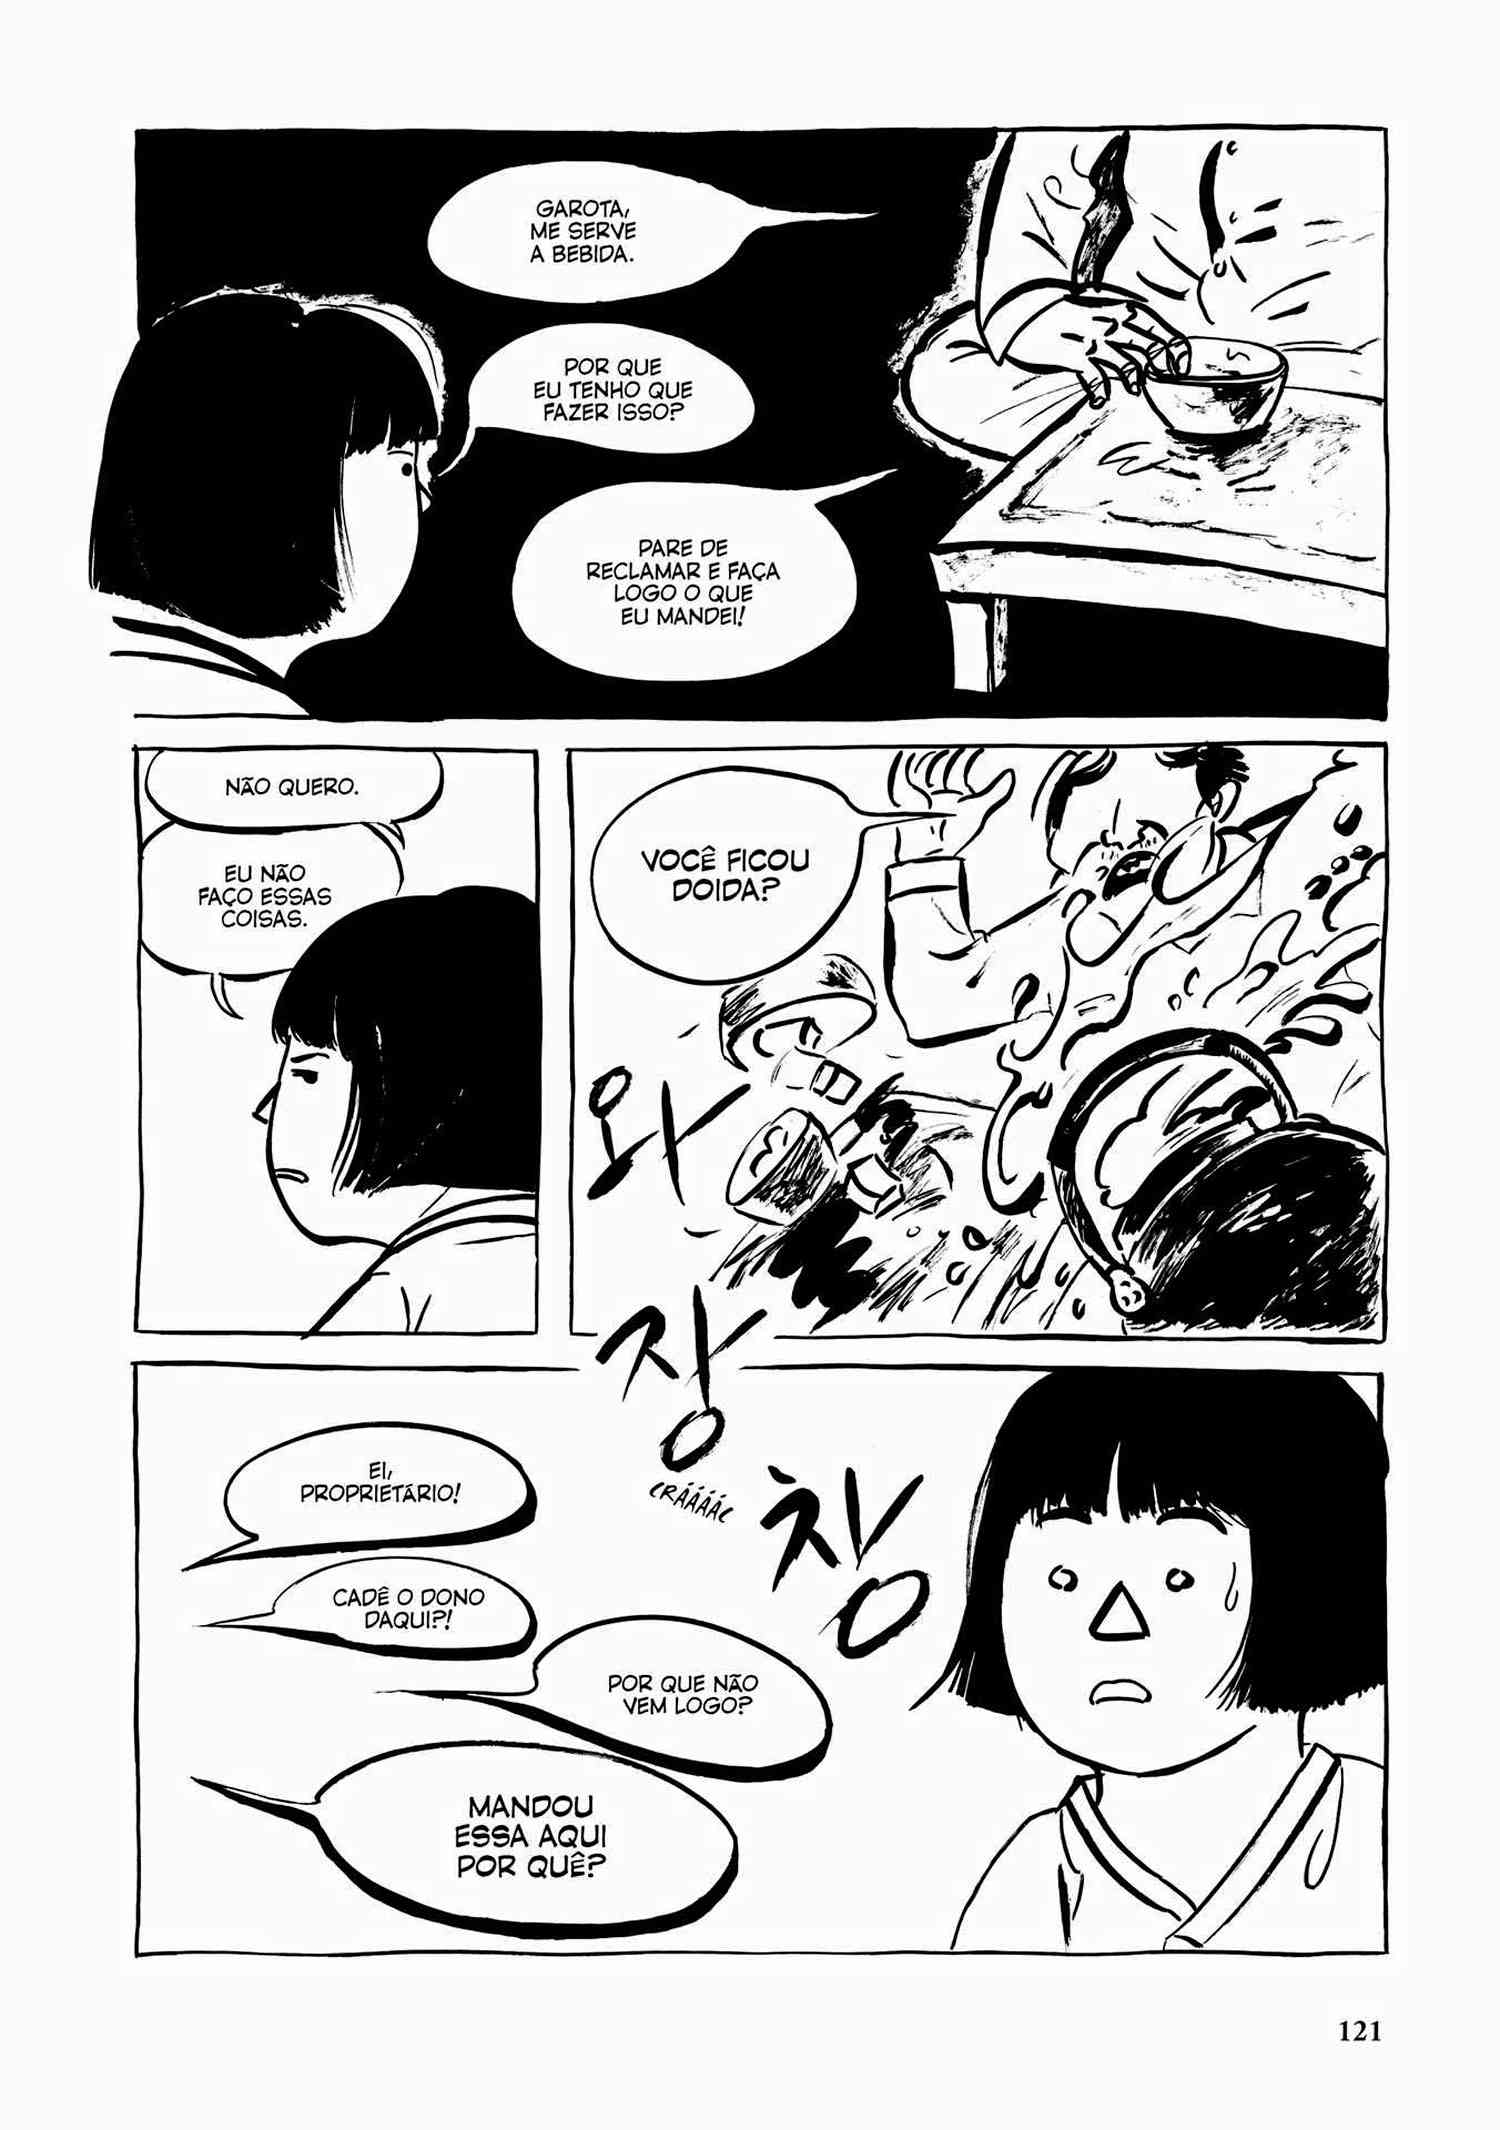 GAROTA,
ME SERVE
A BEBIDA.
POR QUE
EU TENHO QUE
FAZER ISSO?
PARE DE
RECLAMAR E FAÇA
LOGO O QUE
EU MANDEI!
NÃO QUERO.
EU NÃO
FAÇO ESSAS
COISAS.
VOCÊ FICOU
DOIDA?
와
장
창
CRÁÁÁÁC
EI,
PROPRIETÁRIO!
CADÊ O DONO
DAQUI?!
POR QUE NÃO
VEM LOGO?
MANDOU
ESSA AQUI
POR QUÊ?
121